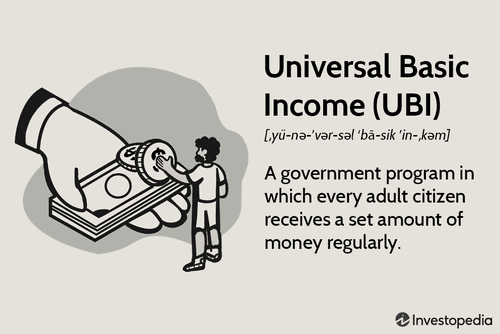 Universal Basic
Income (UBI)
[ˌyü-nə-ˈvər-səl ˈbā-sik ˈin-ˌkəm]
A government program in
which every adult citizen
receives a set amount of
money regularly.
Investopedia